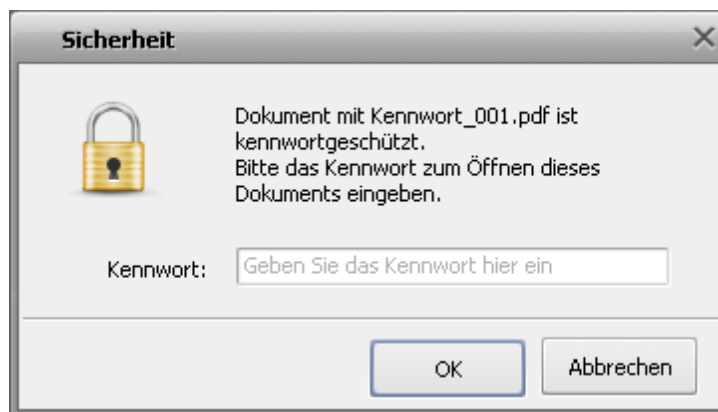 Sicherheit
Dokument mit Kennwort_001.pdf ist
kennwortgeschützt.
Bitte das Kennwort zum Öffnen dieses
Dokuments eingeben.
Kennwort: Geben Sie das Kennwort hier ein
OK Abbrechen